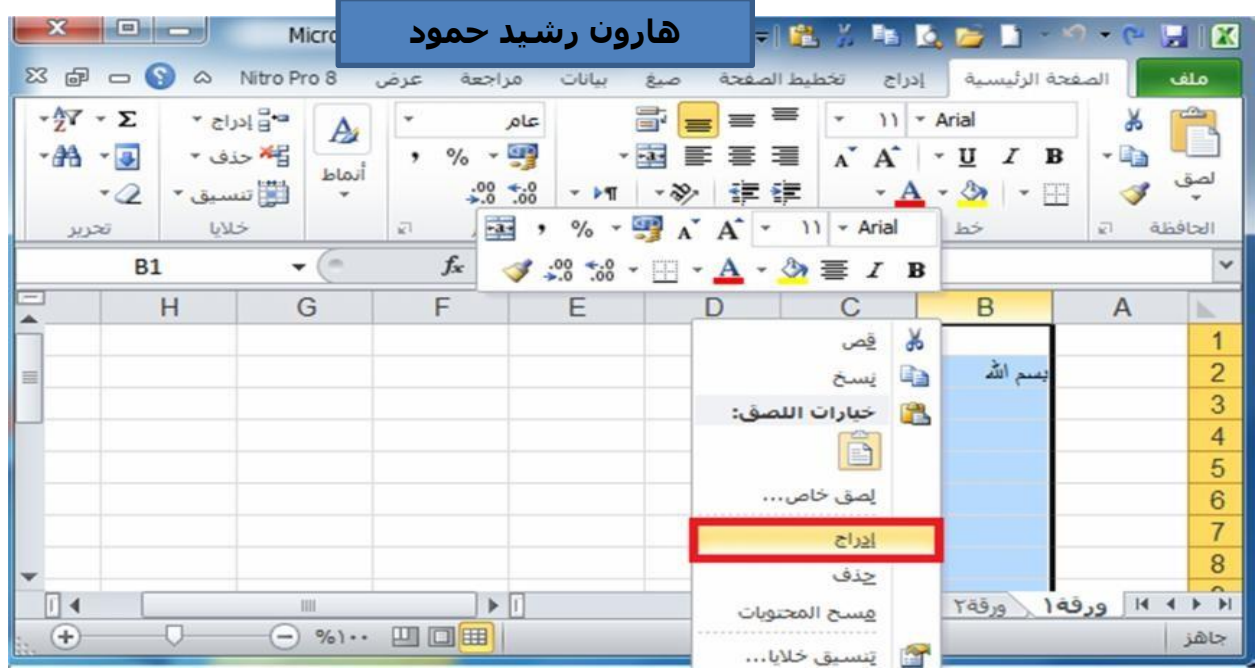 هارون رشيد حمود
Micro
ملف الصفحة الرئيسية إدراج تخطيط الصفحة صيغ بيانات مراجعة عرض Nitro Pro 8
لصق
الحافظة
Arial ١١
B I U
خط
عام
% ,
أنماط
إدراج
حذف
تنسيق
خلايا
تحرير
Arial ١١ A A % ,
B I A
B1 fx
A B C D E F G H
1
2 بسم الله
3
4
5
6
7
8
قص
نسخ
خيارات اللصق:
لصق خاص...
إدراج
حذف
مسح المحتويات
تنسيق خلايا...
ورقة١ ورقة٢
جاهز %١٠٠